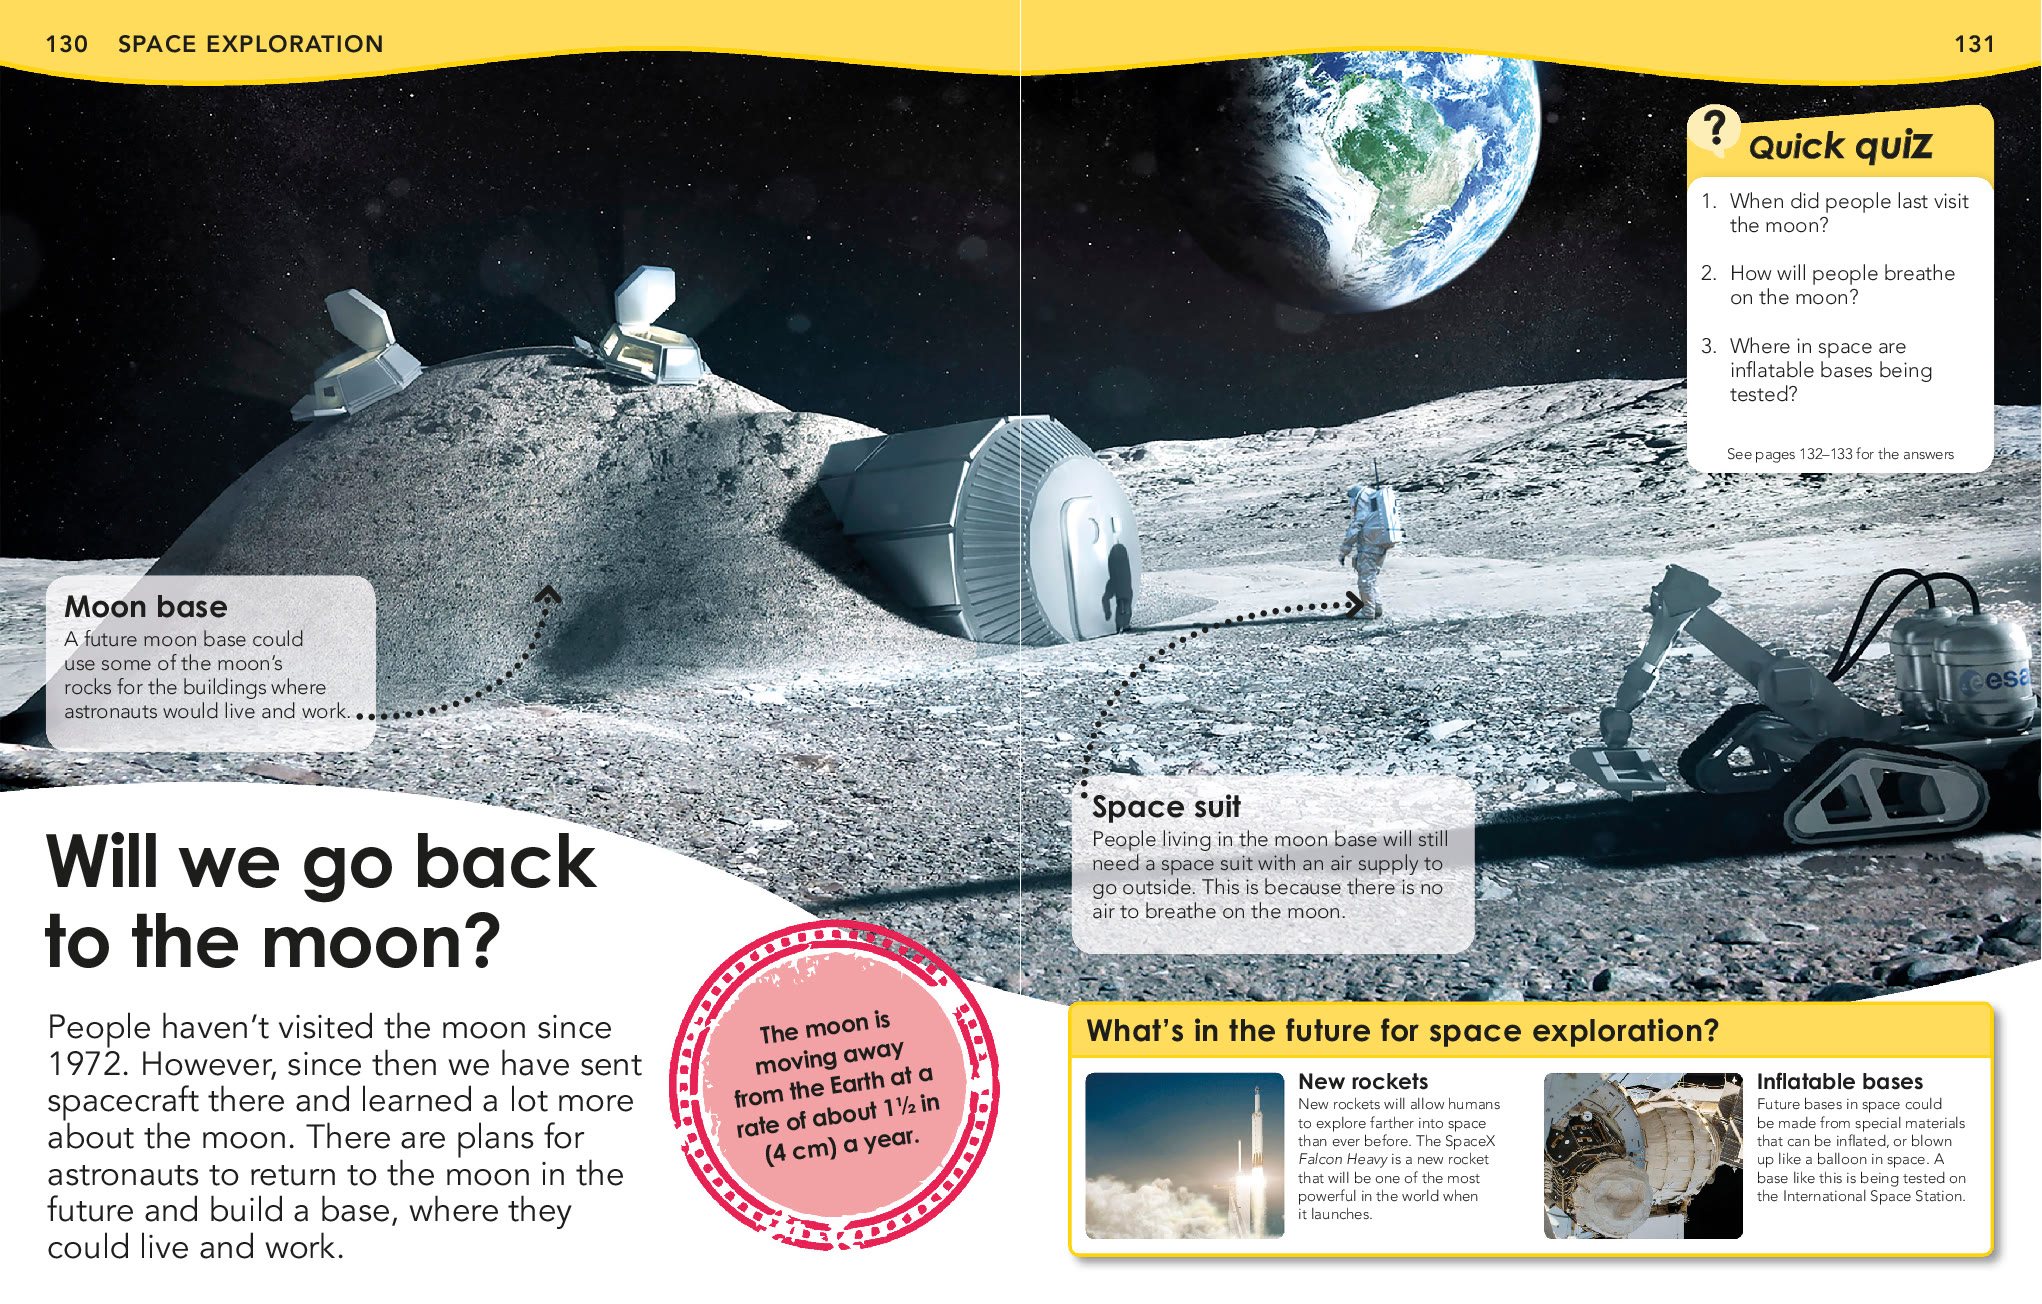 130 SPACE EXPLORATION
131
Quick quiz
?
1. When did people last visit
the moon?
2. How will people breathe
on the moon?
3. Where in space are
inflatable bases being
tested?
See pages 132–133 for the answers
Moon base
A future moon base could
use some of the moon’s
rocks for the buildings where
astronauts would live and work.
esa
Space suit
People living in the moon base will still
need a space suit with an air supply to
go outside. This is because there is no
air to breathe on the moon.
Will we go back
to the moon?
People haven’t visited the moon since
1972. However, since then we have sent
spacecraft there and learned a lot more
about the moon. There are plans for
astronauts to return to the moon in the
future and build a base, where they
could live and work.
The moon is
moving away
from the Earth at a
rate of about 1½ in
(4 cm) a year.
What’s in the future for space exploration?
New rockets
New rockets will allow humans
to explore farther into space
than ever before. The SpaceX
Falcon Heavy is a new rocket
that will be one of the most
powerful in the world when
it launches.
Inflatable bases
Future bases in space could
be made from special materials
that can be inflated, or blown
up like a balloon in space. A
base like this is being tested on
the International Space Station.